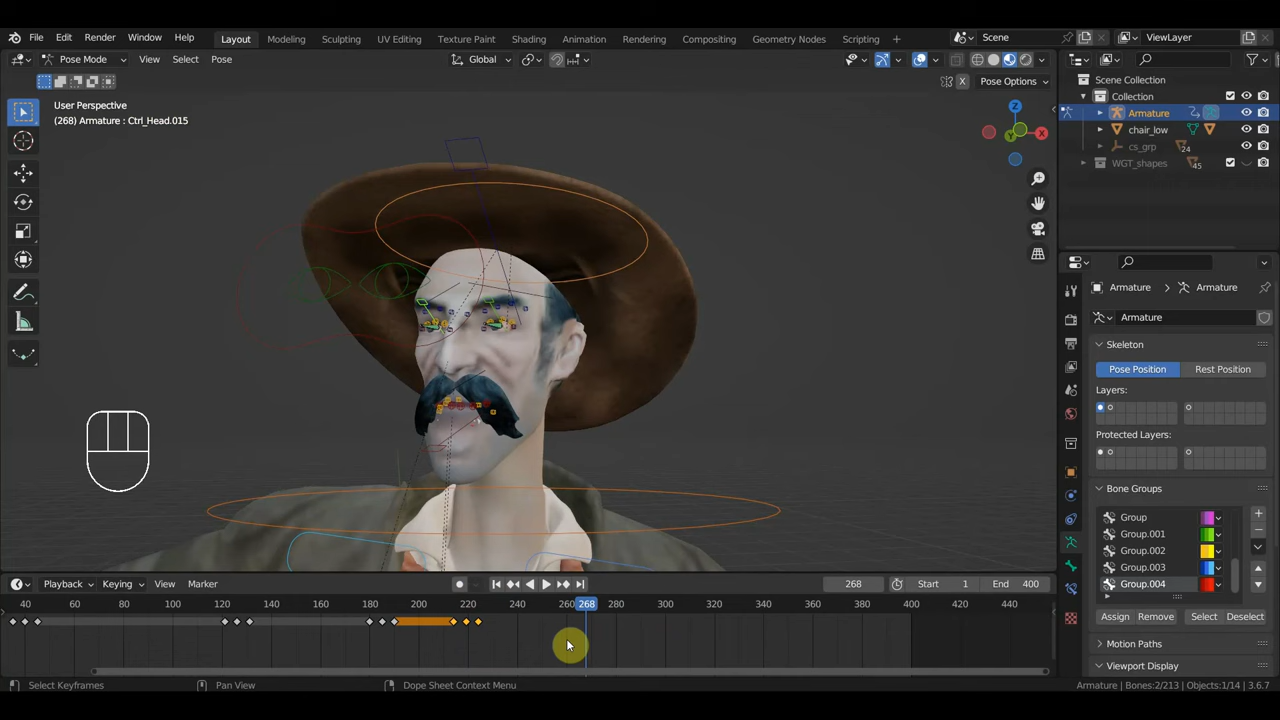 File Edit Render Window Help Layout Modeling Sculpting UV Editing Texture Paint Shading Animation Rendering Compositing Geometry Nodes Scripting + Scene ViewLayer
Pose Mode View Select Pose Global
X Pose Options
User Perspective
(268) Armature : Ctrl_Head.015
Z
X
Y
Scene Collection
Collection
Armature
chair_low
cs_grp 24
WGT_shapes 45
Armature Armature
Armature
Skeleton
Pose Position Rest Position
Layers:
Protected Layers:
Bone Groups
Group
Group.001
Group.002
Group.003
Group.004
Assign Remove Select Deselect
Motion Paths
Viewport Display
Playback Keying View Marker 268 Start 1 End 400
40 60 80 100 120 140 160 180 200 220 240 260 268 280 300 320 340 360 380 400 420 440
Select Keyframes Pan View Dope Sheet Context Menu Armature | Bones:2/213 | Objects:1/14 | 3.6.7